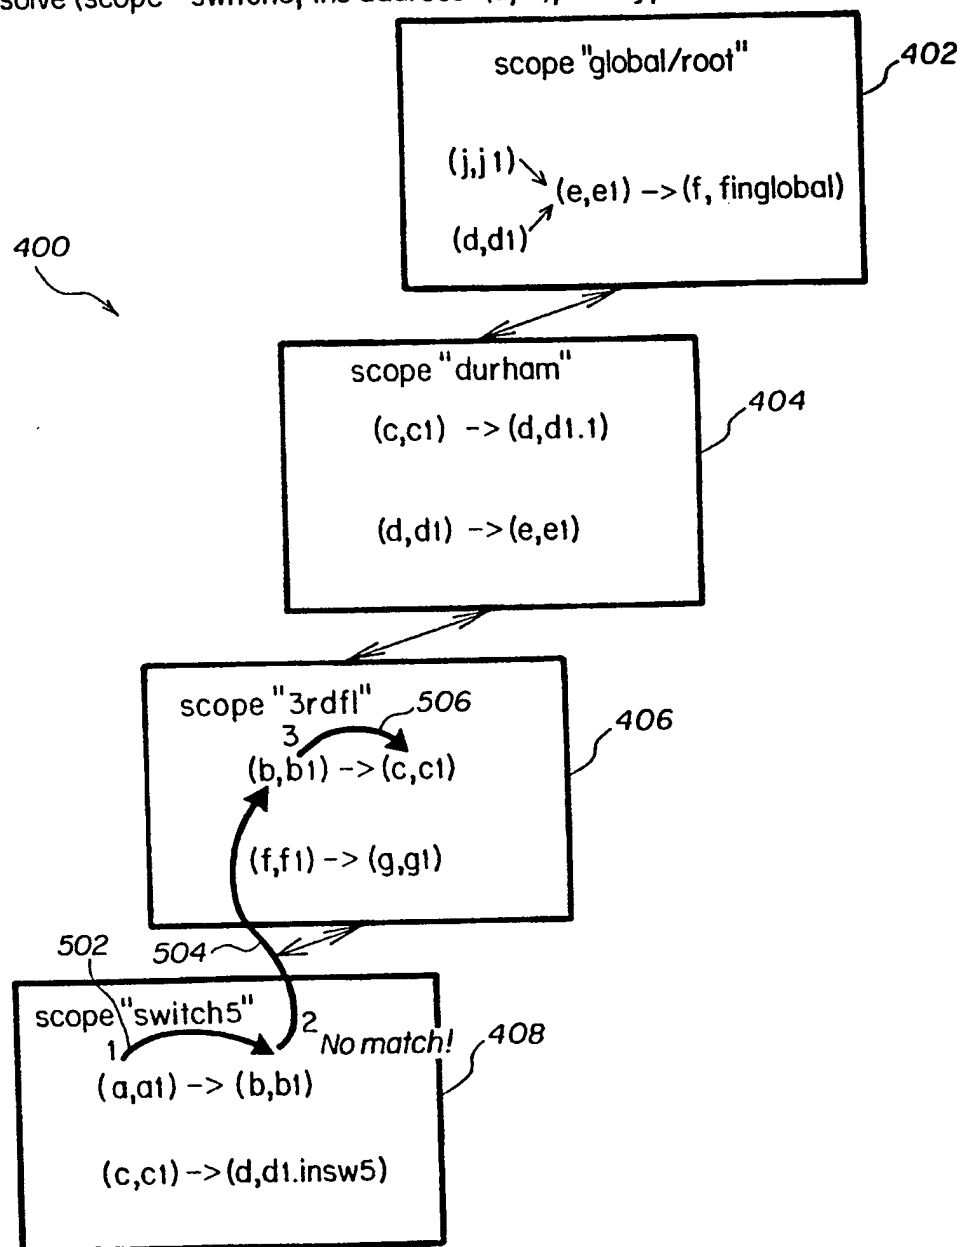 scope "global/root"
402
(j,j1)
(e,e1) -> (f, finglobal)
(d,d1)
400
scope "durham"
404
(c,c1) -> (d,d1.1)
(d,d1) -> (e,e1)
scope "3rdfl"
506
406
3
(b,b1) -> (c,c1)
(f,f1) -> (g,g1)
502
504
scope "switch5"
2
No match!
408
1
(a,a1) -> (b,b1)
(c,c1) -> (d,d1.insw5)